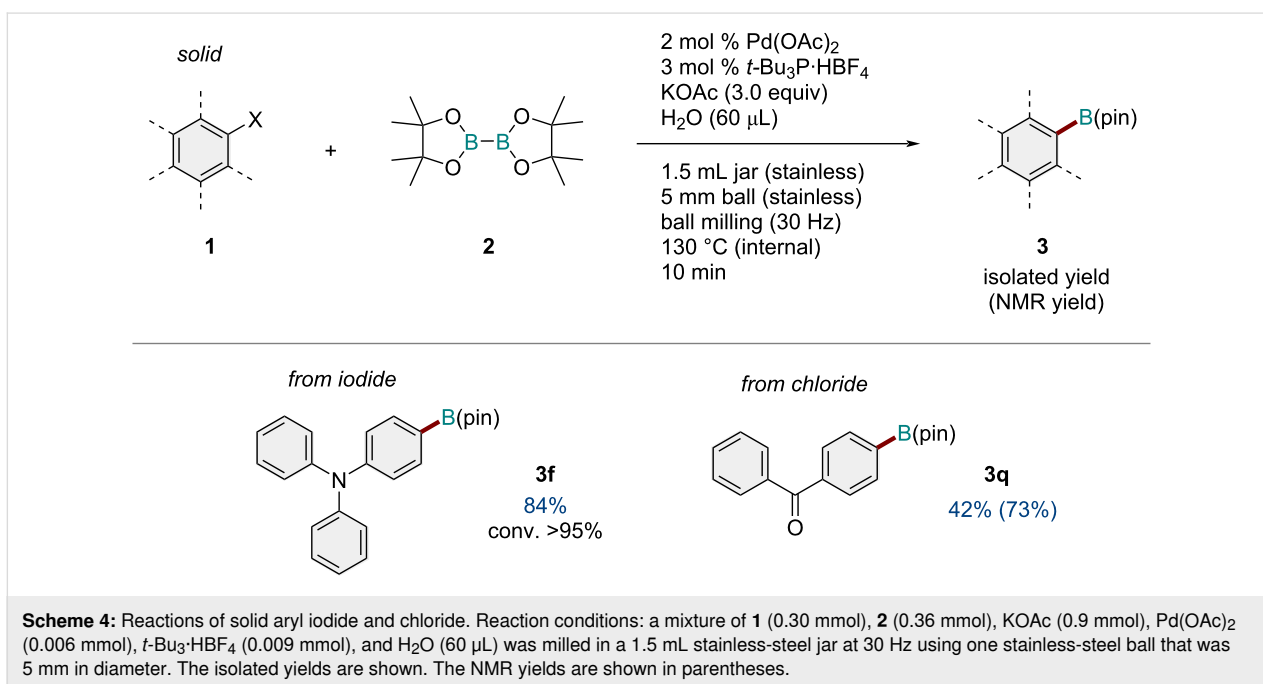 solid
X
+
O
O
B
B
O
O
2 mol % Pd(OAc)2
3 mol % t-Bu3P·HBF4
KOAc (3.0 equiv)
H2O (60 μL)
1.5 mL jar (stainless)
5 mm ball (stainless)
ball milling (30 Hz)
130 °C (internal)
10 min
B(pin)
1
2
3
isolated yield
(NMR yield)
from iodide
B(pin)
N
3f
84%
conv. >95%
from chloride
B(pin)
O
3q
42% (73%)
Scheme 4: Reactions of solid aryl iodide and chloride. Reaction conditions: a mixture of 1 (0.30 mmol), 2 (0.36 mmol), KOAc (0.9 mmol), Pd(OAc)2
(0.006 mmol), t-Bu3·HBF4 (0.009 mmol), and H2O (60 μL) was milled in a 1.5 mL stainless-steel jar at 30 Hz using one stainless-steel ball that was
5 mm in diameter. The isolated yields are shown. The NMR yields are shown in parentheses.